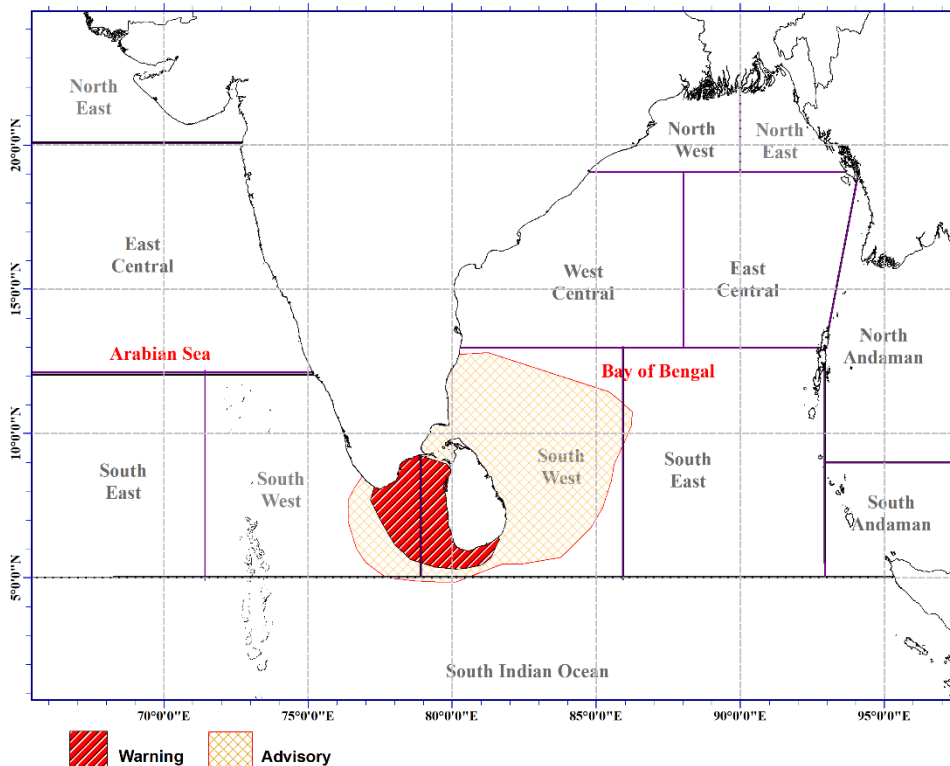 North
East
North
West
North
East
20°0'0"N
East
Central
West
Central
East
Central
15°0'0"N
North
Andaman
Arabian Sea
Bay of Bengal
10°0'0"N
South
East
South
West
South
West
South
East
South
Andaman
5°0'0"N
South Indian Ocean
70°0'0"E
75°0'0"E
80°0'0"E
85°0'0"E
90°0'0"E
95°0'0"E
Warning
Advisory